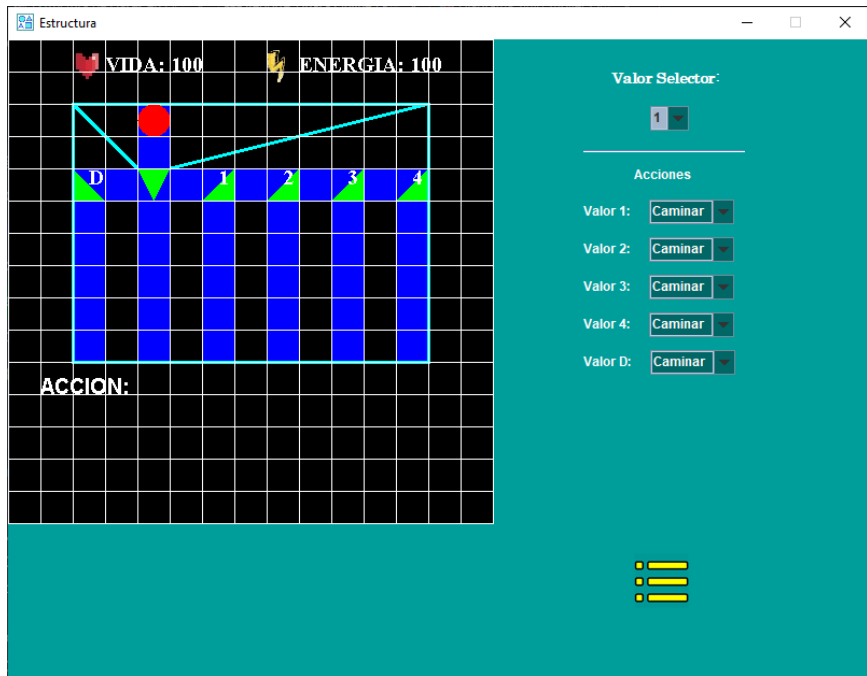 Estructura
VIDA: 100
ENERGIA: 100
D
1
2
3
4
ACCION:
Valor Selector:
1
Acciones
Valor 1: Caminar
Valor 2: Caminar
Valor 3: Caminar
Valor 4: Caminar
Valor D: Caminar